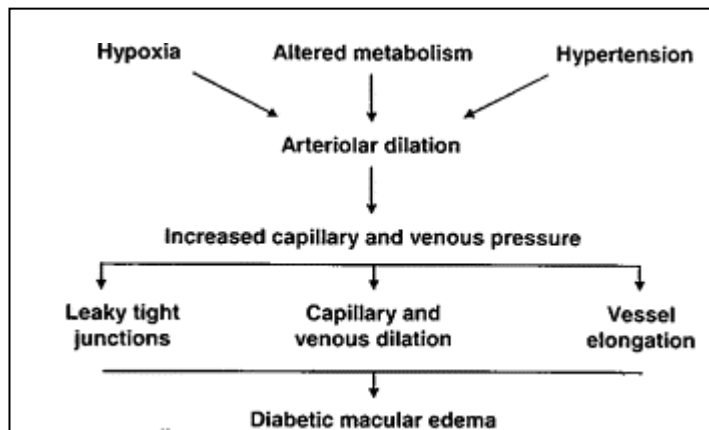 Hypoxia Altered metabolism Hypertension
Arteriolar dilation
Increased capillary and venous pressure
Leaky tight junctions
Capillary and venous dilation
Vessel elongation
Diabetic macular edema